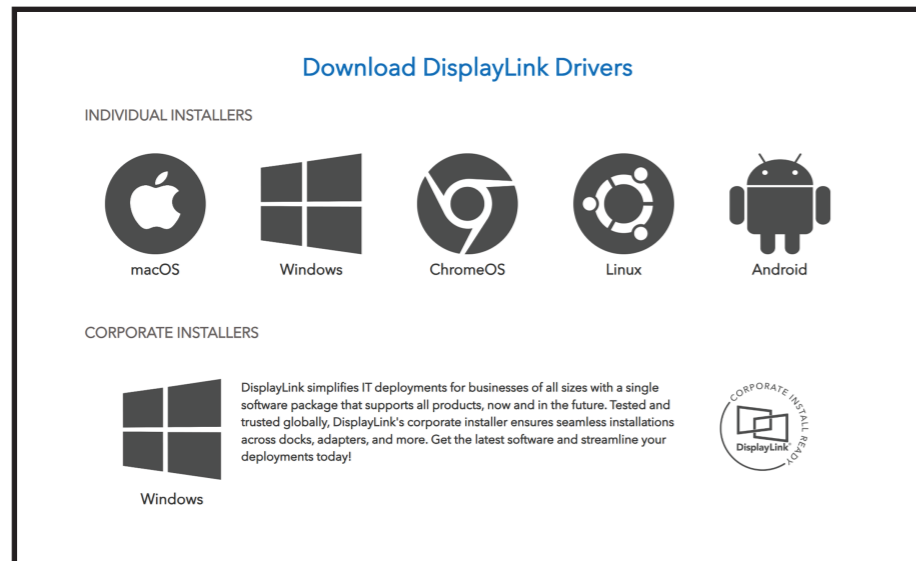 Download DisplayLink Drivers
INDIVIDUAL INSTALLERS
macOS
Windows
ChromeOS
Linux
Android
CORPORATE INSTALLERS
DisplayLink simplifies IT deployments for businesses of all sizes with a single
software package that supports all products, now and in the future. Tested and
trusted globally, DisplayLink's corporate installer ensures seamless installations
across docks, adapters, and more. Get the latest software and streamline your
deployments today!
Windows
CORPORATE INSTALL READY
DisplayLink